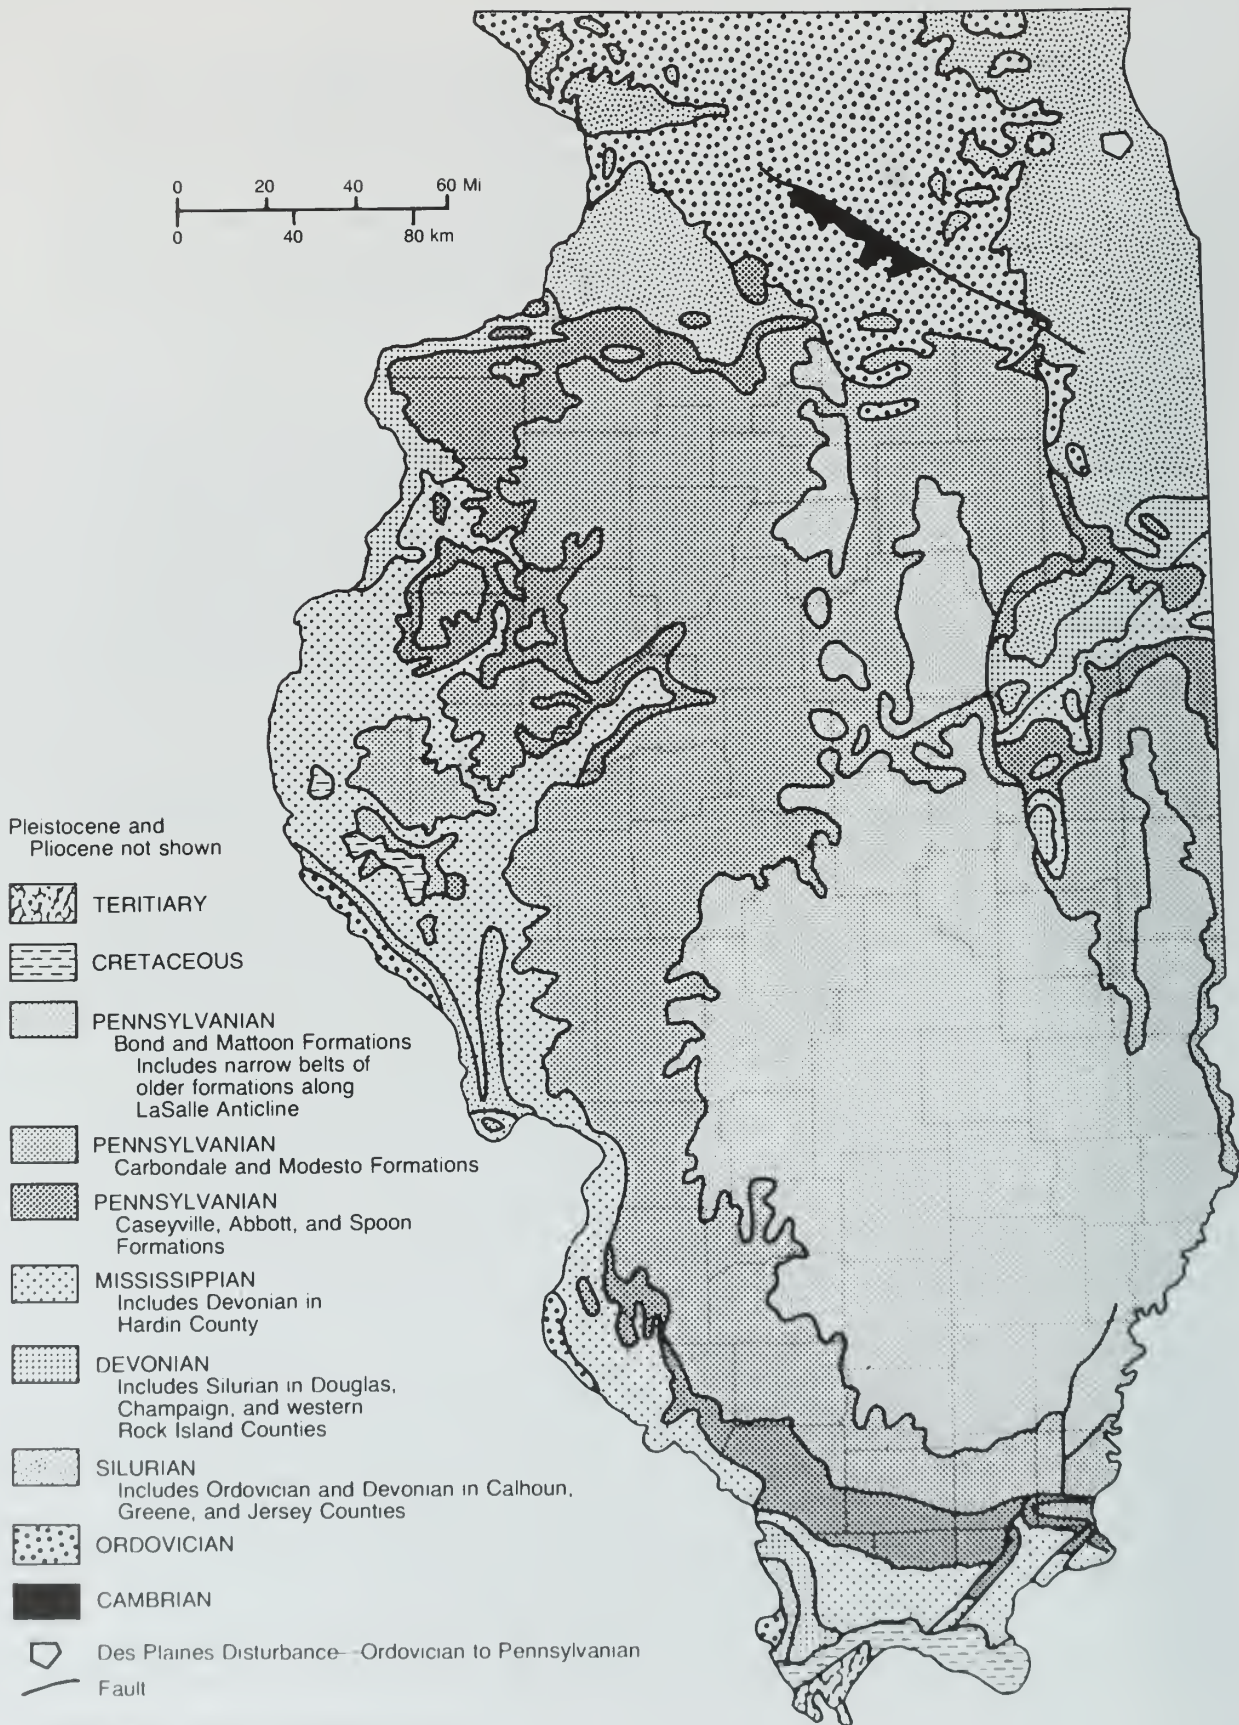 0 20 40 60 Mi
0 40 80 km
Pleistocene and
Pliocene not shown
TERITIARY
CRETACEOUS
PENNSYLVANIAN
Bond and Mattoon Formations
Includes narrow belts of
older formations along
LaSalle Anticline
PENNSYLVANIAN
Carbondale and Modesto Formations
PENNSYLVANIAN
Caseyville, Abbott, and Spoon
Formations
MISSISSIPPIAN
Includes Devonian in
Hardin County
DEVONIAN
Includes Silurian in Douglas,
Champaign, and western
Rock Island Counties
SILURIAN
Includes Ordovician and Devonian in Calhoun,
Greene, and Jersey Counties
ORDOVICIAN
CAMBRIAN
Des Plaines Disturbance—Ordovician to Pennsylvanian
Fault